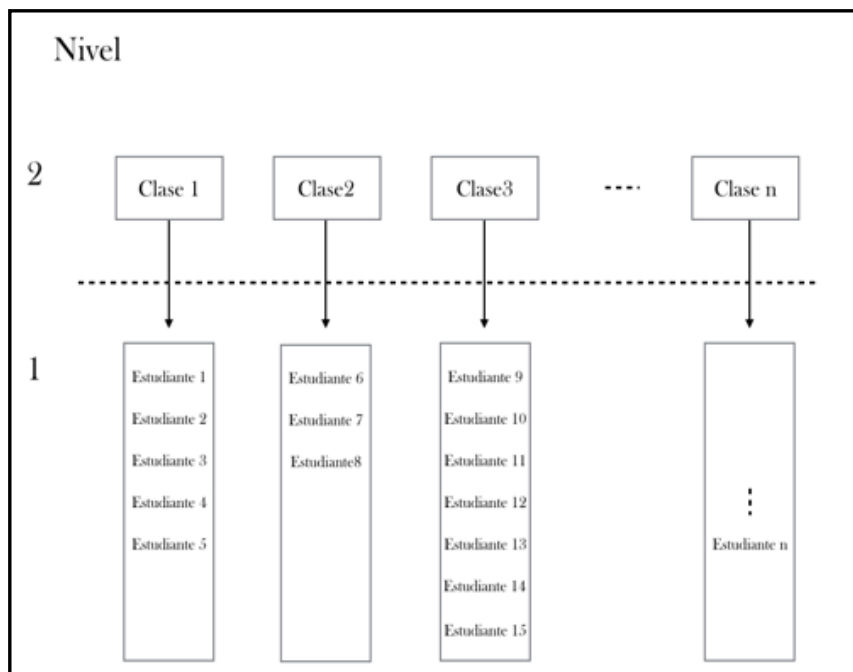 Nivel
2
Clase 1
Clase2
Clase3
Clase n
1
Estudiante 1
Estudiante 2
Estudiante 3
Estudiante 4
Estudiante 5
Estudiante 6
Estudiante 7
Estudiante8
Estudiante 9
Estudiante 10
Estudiante 11
Estudiante 12
Estudiante 13
Estudiante 14
Estudiante 15
Estudiante n